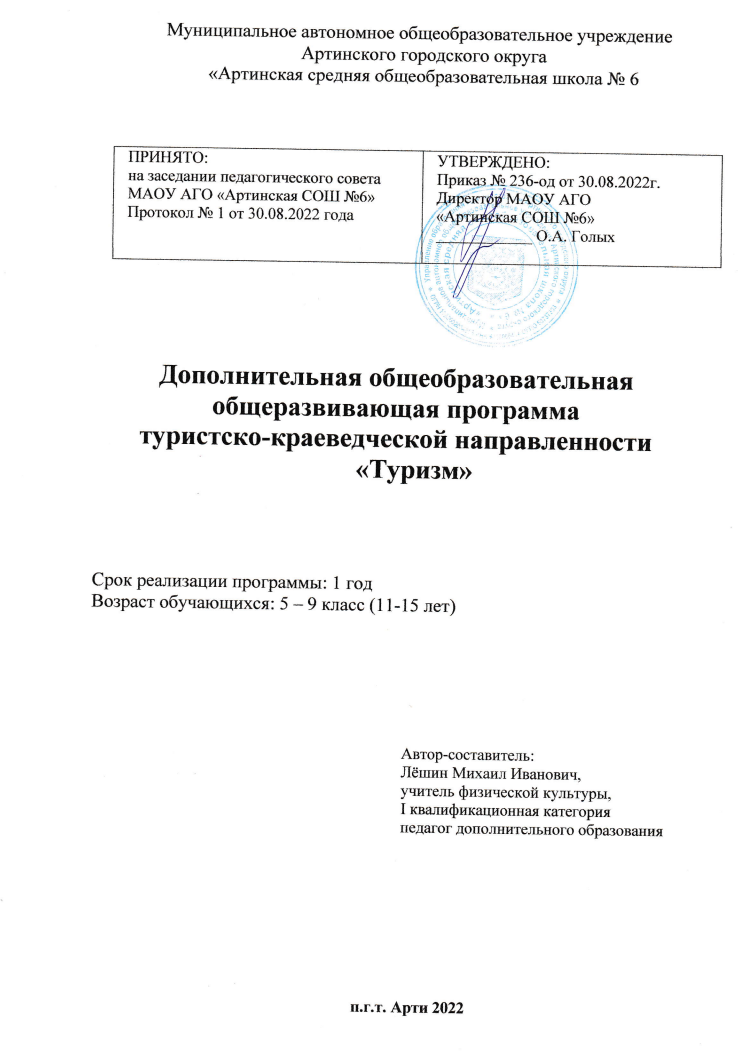 Муниципальное автономное общеобразовательное учреждение
Артинского городского округа
«Артинская средняя общеобразовательная школа № 6
ПРИНЯТО:
на заседании педагогического совета
МАОУ АГО «Артинская СОШ №6»
Протокол № 1 от 30.08.2022 года
УТВЕРЖДЕНО:
Приказ № 236-од от 30.08.2022г.
Директор МАОУ АГО
«Артинская СОШ №6»
____________ О.А. Голых
Дополнительная общеобразовательная
общеразвивающая программа
туристско-краеведческой направленности
«Туризм»
Срок реализации программы: 1 год
Возраст обучающихся: 5 – 9 класс (11-15 лет)
Автор-составитель:
Лёшин Михаил Иванович,
учитель физической культуры,
I квалификационная категория
педагог дополнительного образования
п.г.т. Арти 2022